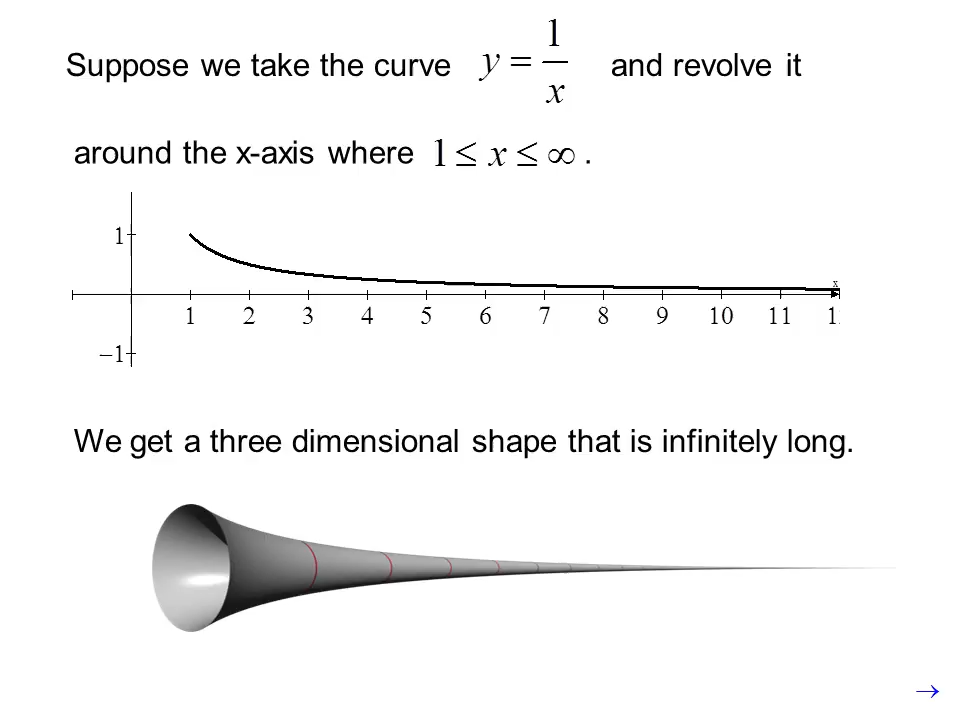 Suppose we take the curve y = 1/x and revolve it
around the x-axis where 1 ≤ x ≤ ∞ .
1
x
1 2 3 4 5 6 7 8 9 10 11 1
–1
We get a three dimensional shape that is infinitely long.
→